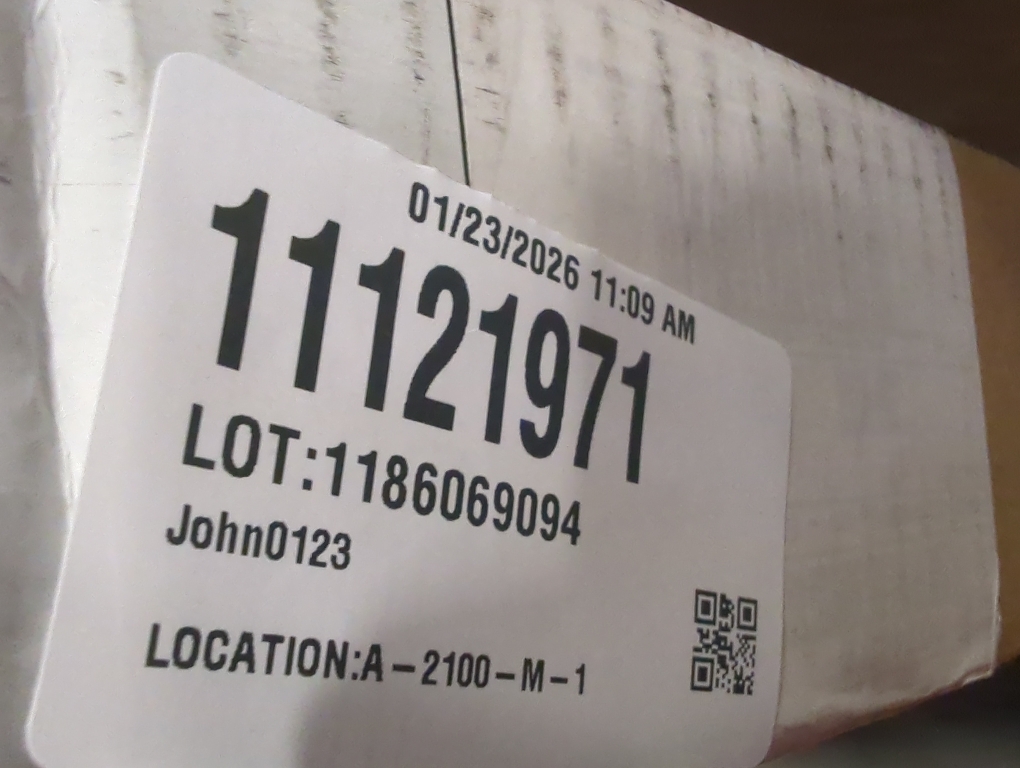 01/23/2026 11:09 AM
11121971
LOT:1186069094
John0123
LOCATION:A-2100-M-1